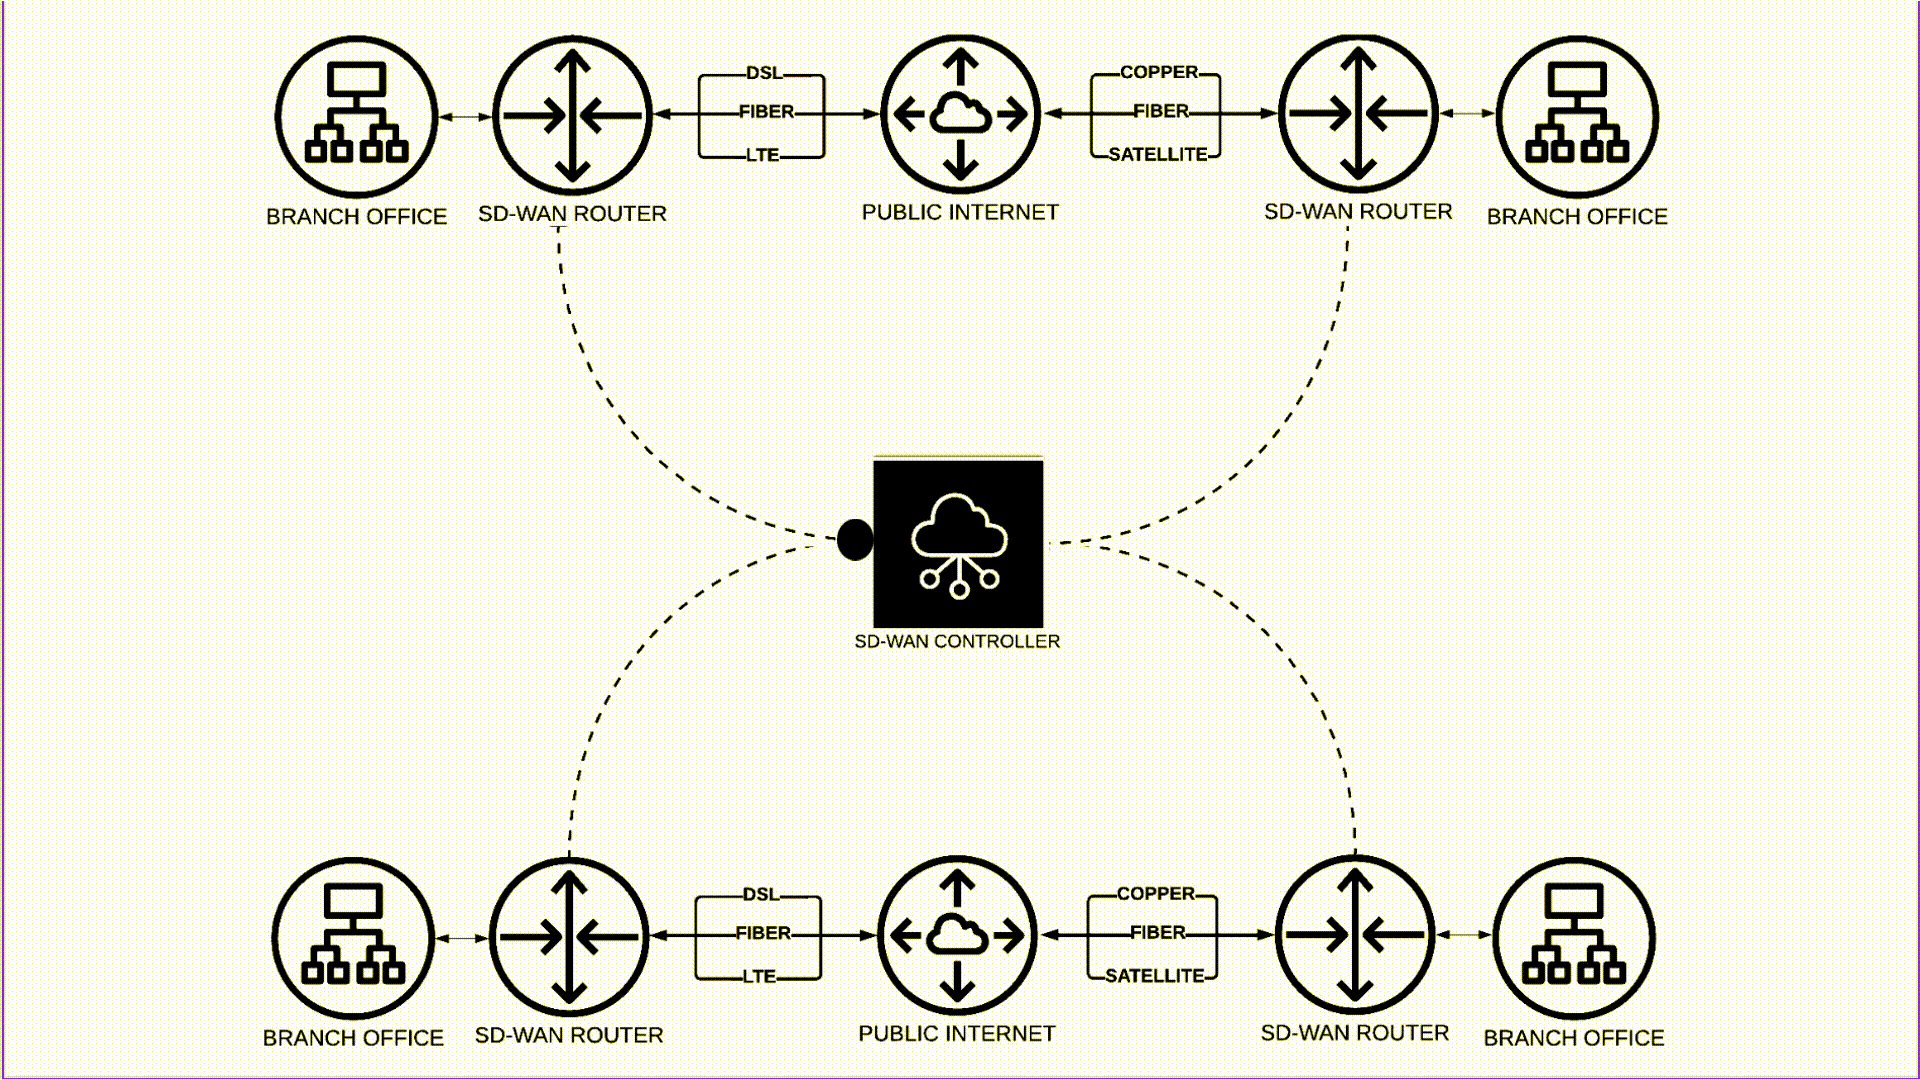 DSL
COPPER
FIBER
FIBER
LTE
SATELLITE
BRANCH OFFICE
SD-WAN ROUTER
PUBLIC INTERNET
SD-WAN ROUTER
BRANCH OFFICE
SD-WAN CONTROLLER
DSL
COPPER
FIBER
FIBER
LTE
SATELLITE
BRANCH OFFICE
SD-WAN ROUTER
PUBLIC INTERNET
SD-WAN ROUTER
BRANCH OFFICE